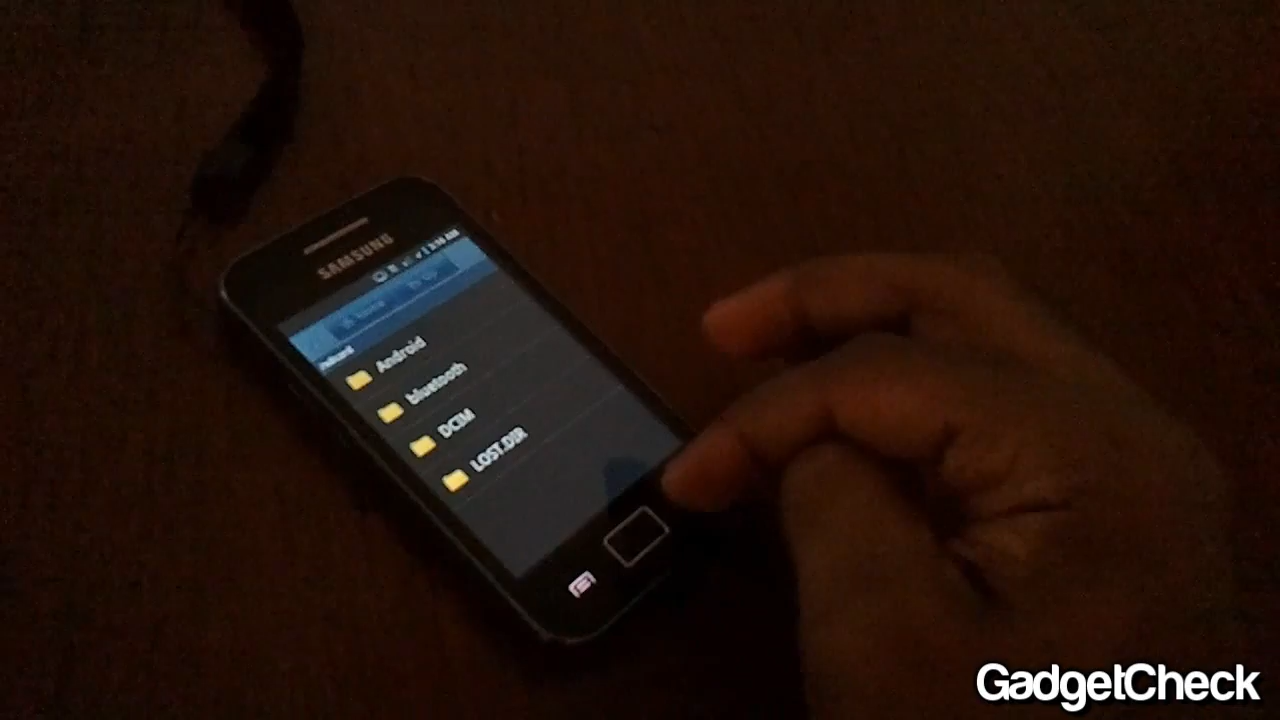 SAMSUNG
Android
bluetooth
DCIM
LOST.DIR
GadgetCheck